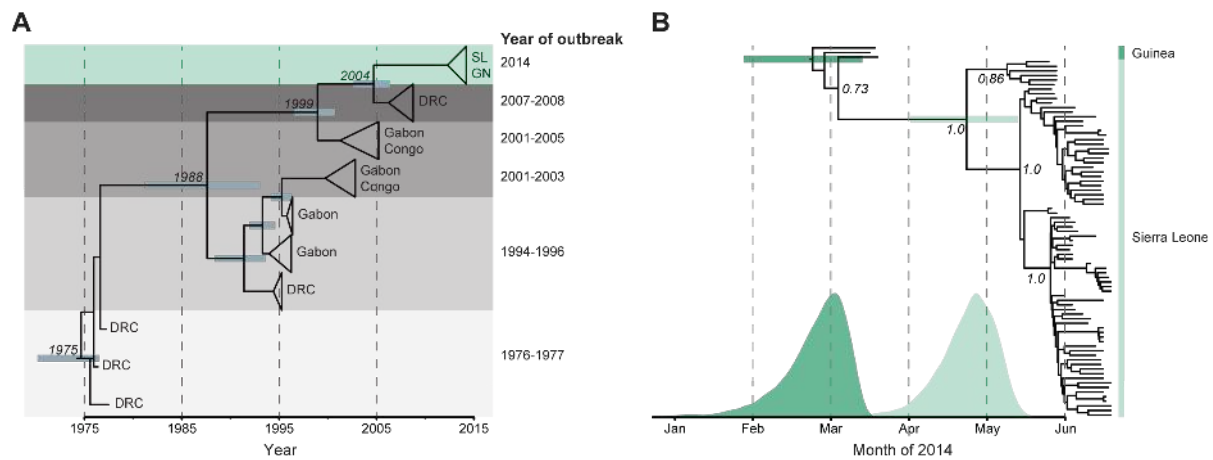 A
Year of outbreak
SL
GN
2014
2004
DRC
2007-2008
1999
Gabon
Congo
2001-2005
Gabon
Congo
2001-2003
1988
Gabon
Gabon
1994-1996
DRC
DRC
1975
DRC
1976-1977
DRC
1975 1985 1995 2005
Year
B
Guinea
0.73
0.86
1.0
1.0
Sierra Leone
1.0
Jan Feb Mar Apr May Jun
Month of 2014